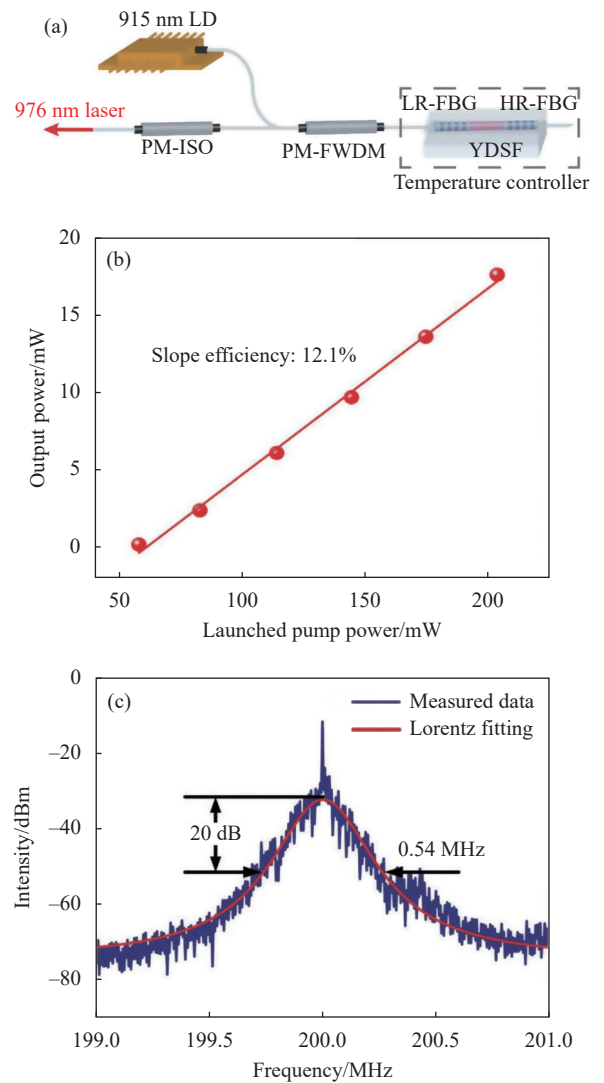 (a)
915 nm LD
976 nm laser
PM-ISO
PM-FWDM
LR-FBG
HR-FBG
YDSF
Temperature controller
(b)
Slope efficiency: 12.1%
Output power/mW
20
15
10
5
0
50
100
150
200
Launched pump power/mW
(c)
Measured data
Lorentz fitting
20 dB
0.54 MHz
Intensity/dBm
0
−20
−40
−60
−80
199.0
199.5
200.0
200.5
201.0
Frequency/MHz